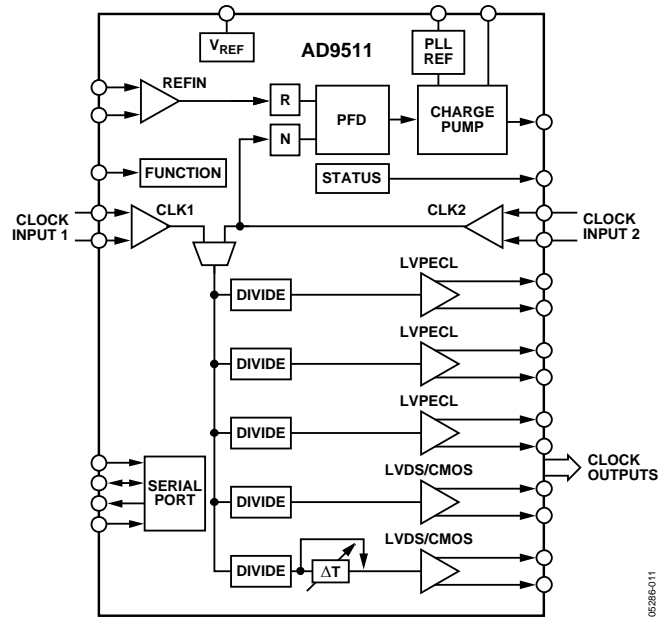 VREF
AD9511
PLL
REF
REFIN
R
PFD
CHARGE
PUMP
N
FUNCTION
STATUS
CLOCK
INPUT 1
CLK1
CLK2
CLOCK
INPUT 2
LVPECL
DIVIDE
LVPECL
DIVIDE
LVPECL
DIVIDE
SERIAL
PORT
LVDS/CMOS
DIVIDE
CLOCK
OUTPUTS
LVDS/CMOS
DIVIDE
ΔT
05286-011